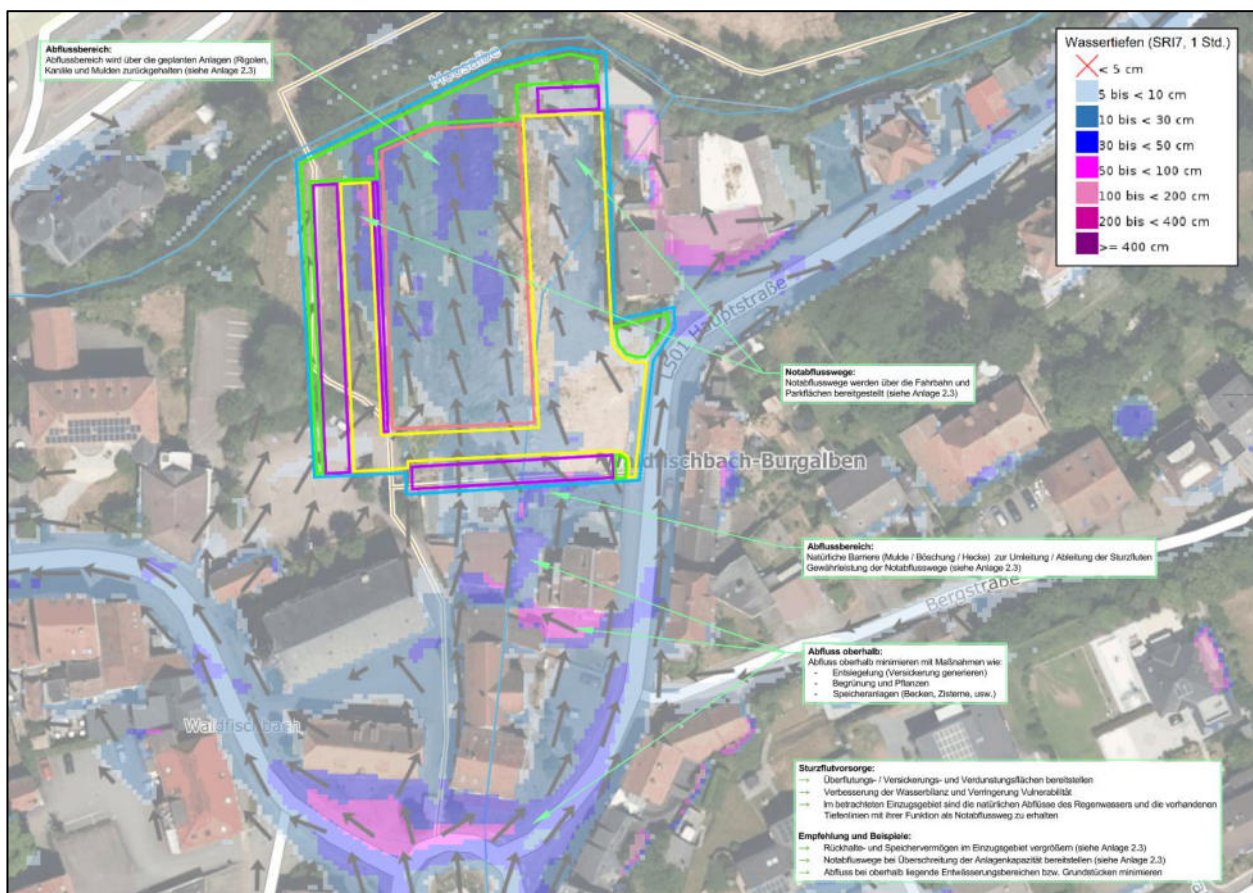 Abflussbereich:
Abflussbereich wird über die geplanten Anlagen (Rigolen,
Kanäle und Mulden zurückgehalten (siehe Anlage 2.3)
Moosalbe
Wassertiefen (SRI7, 1 Std.)
< 5 cm
5 bis < 10 cm
10 bis < 30 cm
30 bis < 50 cm
50 bis < 100 cm
100 bis < 200 cm
200 bis < 400 cm
>= 400 cm
L501 Hauptstraße
Notabflusswege:
Notabflusswege werden über die Fahrbahn und
Parkflächen bereitgestellt (siehe Anlage 2.3)
Waldfischbach-Burgalben
Abflussbereich:
Natürliche Barriere (Mulde / Böschung / Hecke) zur Umleitung / Ableitung der Sturzfluten
Gewährleistung der Notabflusswege (siehe Anlage 2.3)
Bergstraße
Abfluss oberhalb:
Abfluss oberhalb minimieren mit Maßnahmen wie:
- Entsiegelung (Versickerung generieren)
- Begrünung und Pflanzen
- Speicheranlagen (Becken, Zisterne, usw.)
Waldfischbach
Sturzflutvorsorge:
→ Überflutungs- / Versickerungs- und Verdunstungsflächen bereitstellen
→ Verbesserung der Wasserbilanz und Verringerung Vulnerabilität
→ Im betrachteten Einzugsgebiet sind die natürlichen Abflüsse des Regenwassers und die vorhandenen
Tiefenlinien mit ihrer Funktion als Notabflussweg zu erhalten
Empfehlung und Beispiele:
→ Rückhalte- und Speichervermögen im Einzugsgebiet vergrößern (siehe Anlage 2.3)
→ Notabfluswege bei Überschreitung der Anlagenkapazität bereitstellen (siehe Anlage 2.3)
→ Abfluss bei oberhalb liegende Entwässerungsbereichen bzw. Grundstücken minimieren